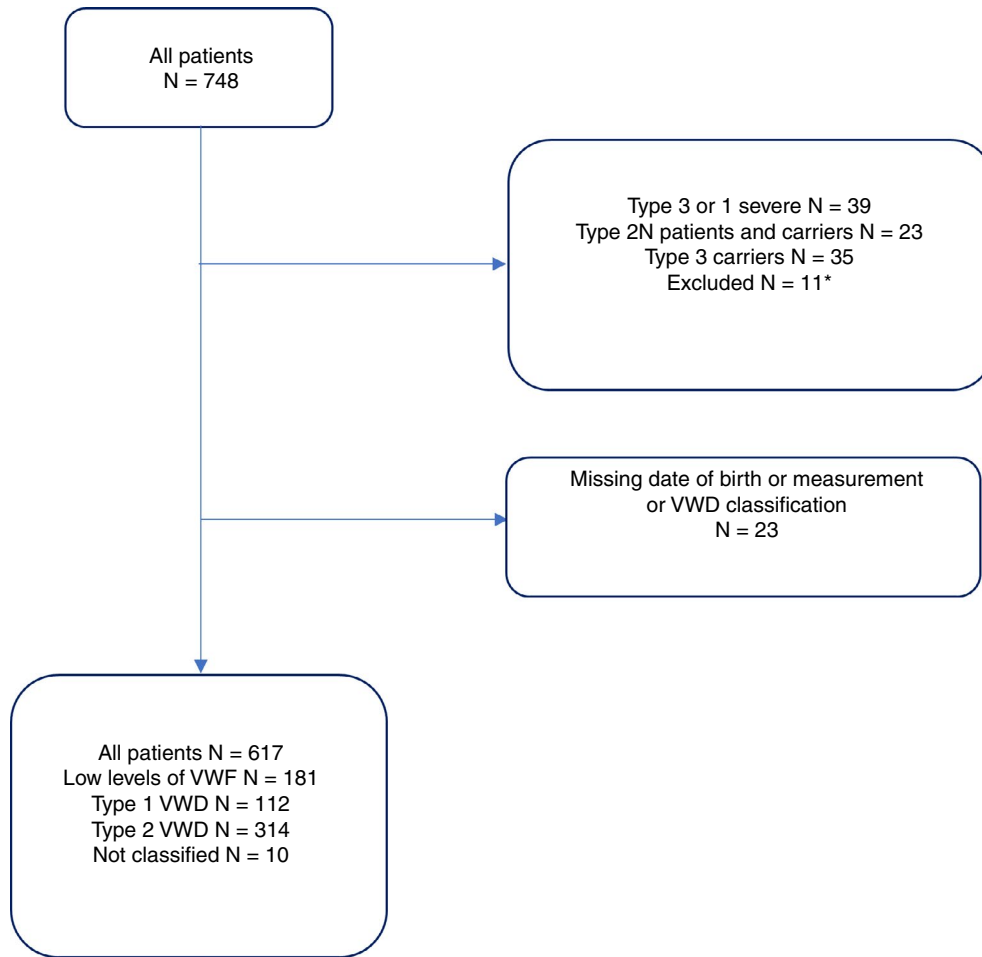 All patients
N = 748
Type 3 or 1 severe N = 39
Type 2N patients and carriers N = 23
Type 3 carriers N = 35
Excluded N = 11*
Missing date of birth or measurement
or VWD classification
N = 23
All patients N = 617
Low levels of VWF N = 181
Type 1 VWD N = 112
Type 2 VWD N = 314
Not classified N = 10